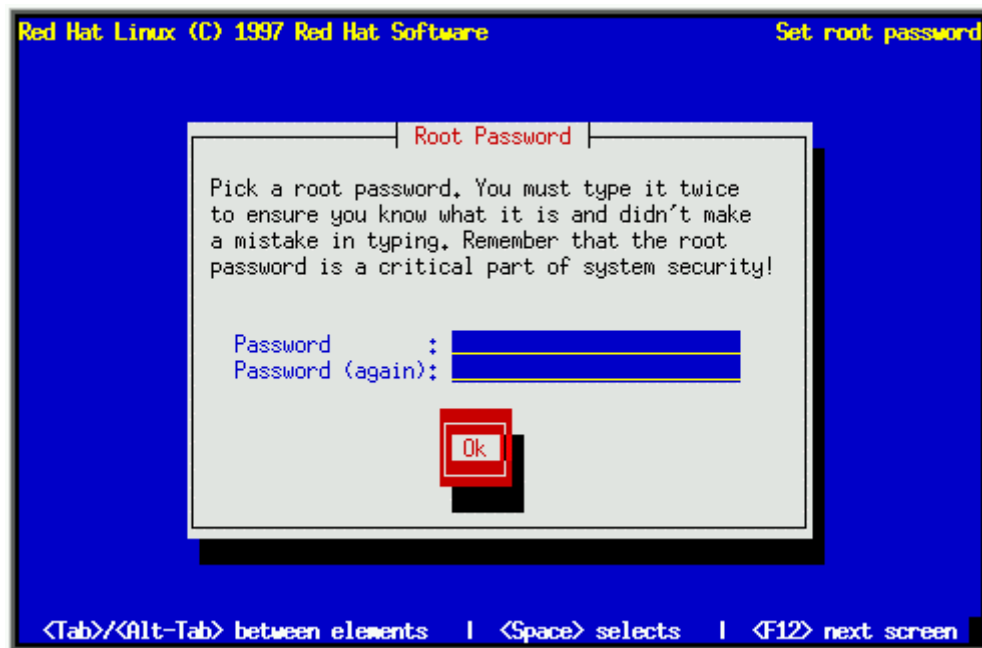 Red Hat Linux (C) 1997 Red Hat Software Set root password
Root Password
Pick a root password. You must type it twice
to ensure you know what it is and didn't make
a mistake in typing. Remember that the root
password is a critical part of system security!
Password :
Password (again):
Ok
<Tab>/<Alt-Tab> between elements | <Space> selects | <F12> next screen